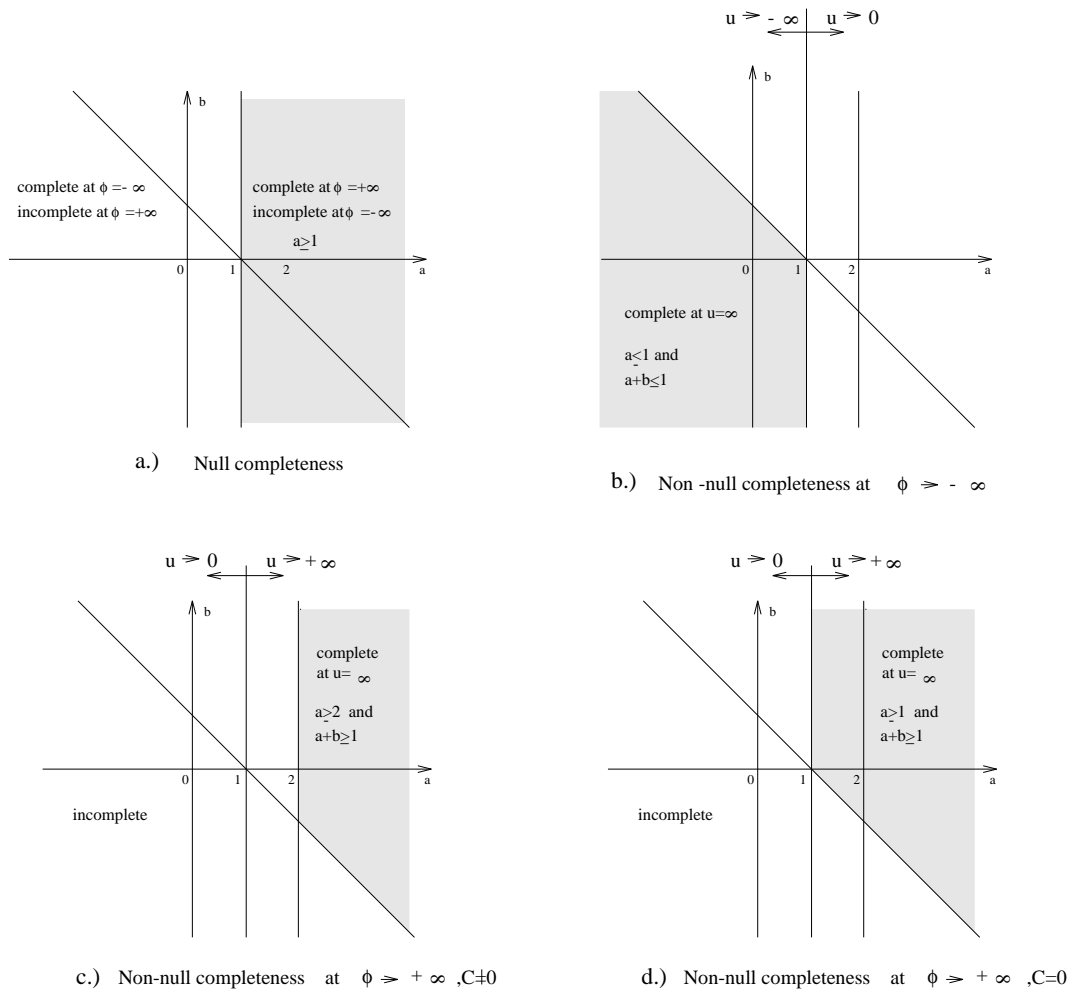 b
complete at ϕ =- ∞
incomplete at ϕ =+∞
complete at ϕ =+∞
incomplete at ϕ =-∞
a≥1
0 1 2 a
a.) Null completeness
u → - ∞ u → 0
b
0 1 2 a
complete at u=∞
a≤1 and
a+b≤1
b.) Non -null completeness at ϕ → - ∞
u → 0 u → + ∞
b
complete
at u= ∞
a≥2 and
a+b≥1
0 1 2 a
incomplete
c.) Non-null completeness at ϕ → + ∞ ,C≠0
u → 0 u → + ∞
b
complete
at u= ∞
a≥1 and
a+b≥1
0 1 2 a
incomplete
d.) Non-null completeness at ϕ → + ∞ ,C=0